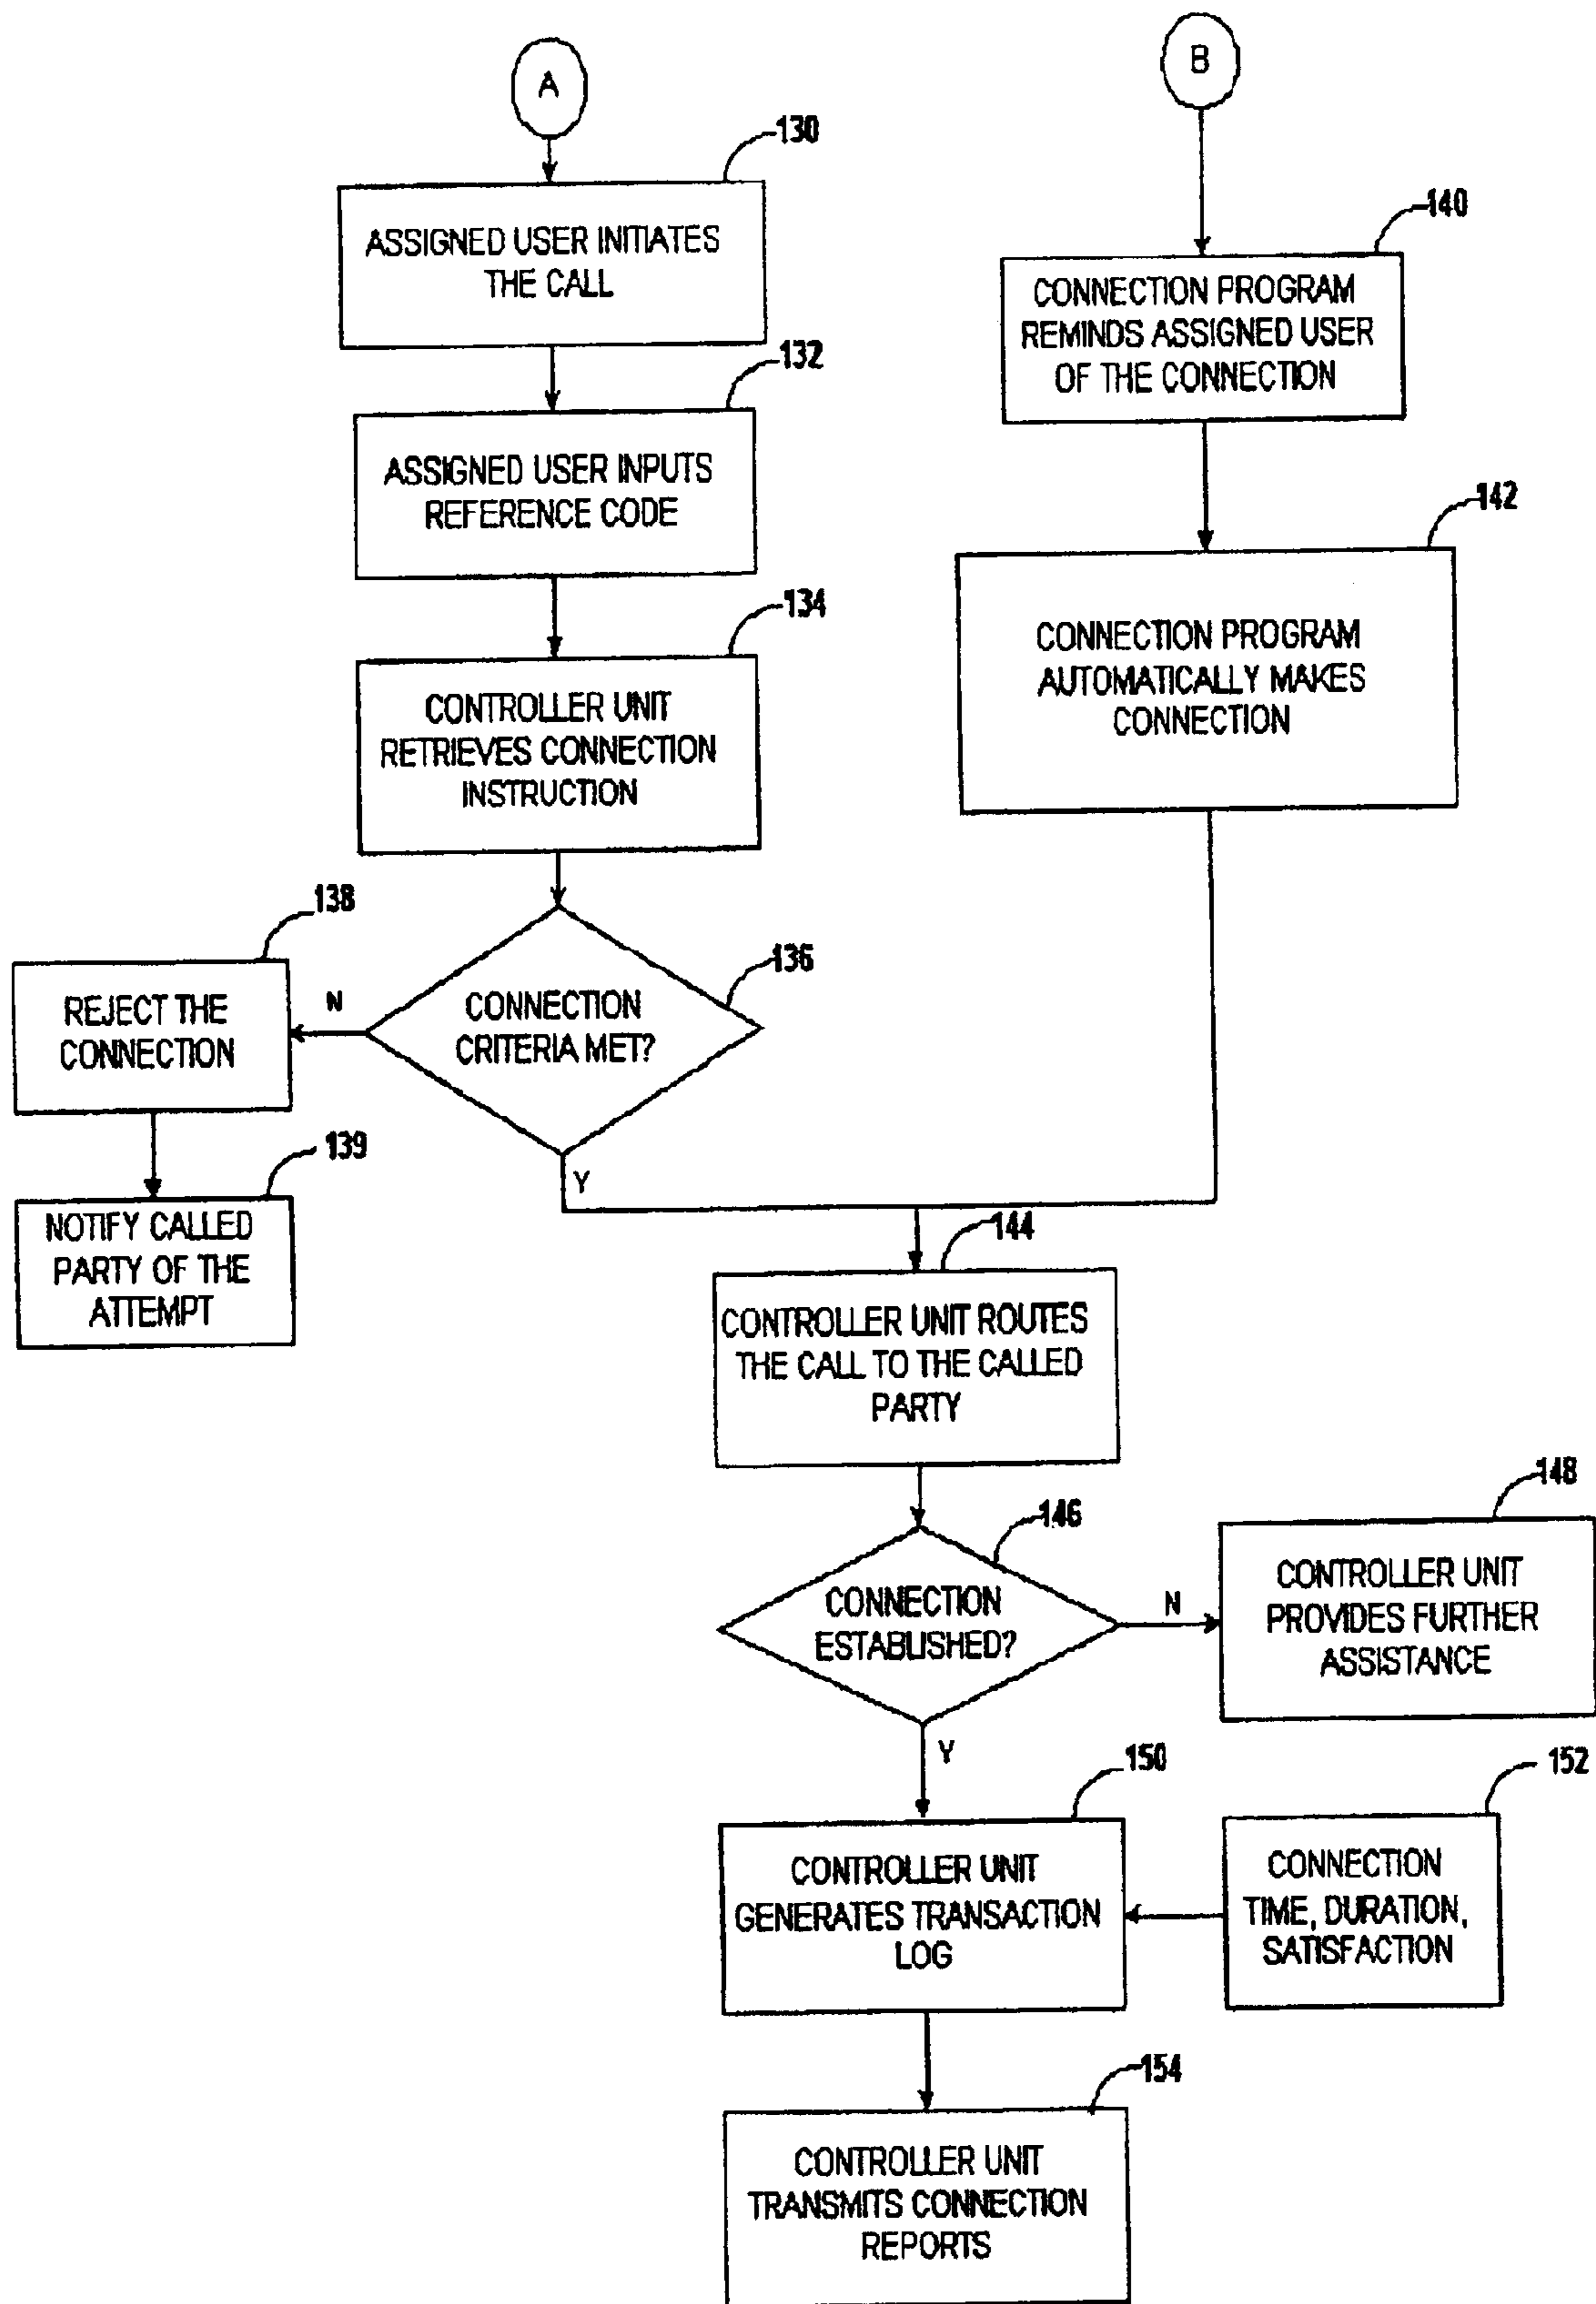 A
130
ASSIGNED USER INITIATES
THE CALL
132
ASSIGNED USER INPUTS
REFERENCE CODE
134
CONTROLLER UNIT
RETRIEVES CONNECTION
INSTRUCTION
136
CONNECTION
CRITERIA MET?
N
138
REJECT THE
CONNECTION
139
NOTIFY CALLED
PARTY OF THE
ATTEMPT
Y
B
140
CONNECTION PROGRAM
REMINDS ASSIGNED USER
OF THE CONNECTION
142
CONNECTION PROGRAM
AUTOMATICALLY MAKES
CONNECTION
144
CONTROLLER UNIT ROUTES
THE CALL TO THE CALLED
PARTY
146
CONNECTION
ESTABLISHED?
N
148
CONTROLLER UNIT
PROVIDES FURTHER
ASSISTANCE
Y
150
CONTROLLER UNIT
GENERATES TRANSACTION
LOG
152
CONNECTION
TIME, DURATION,
SATISFACTION
154
CONTROLLER UNIT
TRANSMITS CONNECTION
REPORTS